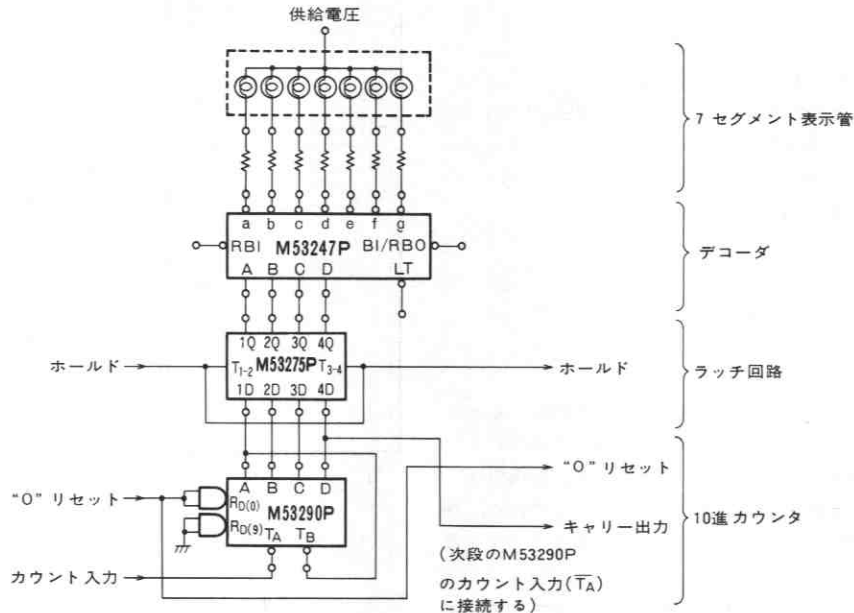 供給電圧
7 セグメント表示管
a b c d e f g
RBI M53247P BI/RBO
A B C D LT
デコーダ
1Q 2Q 3Q 4Q
ホールド T1-2 M53275P T3-4 ホールド
1D 2D 3D 4D
ラッチ回路
"0" リセット
A B C D
"0" リセット RD(0) M53290P
RD(9) TA TB
キャリー出力
10進カウンタ
カウント入力
(次段のM53290P
のカウント入力(T̅A̅)
に接続する)